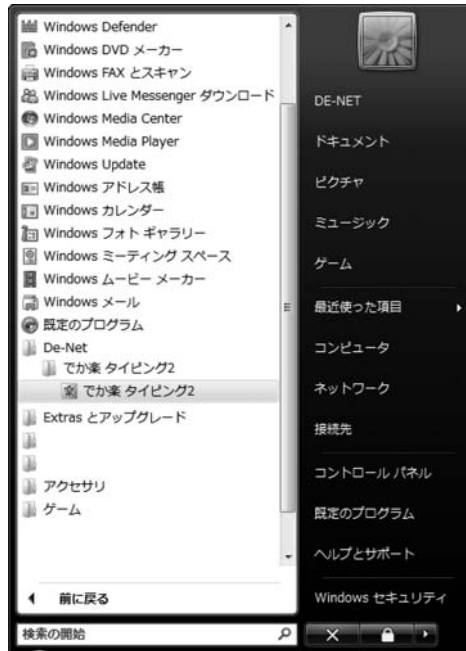 Windows Defender
Windows DVD メーカー
Windows FAX とスキャン
Windows Live Messenger ダウンロード
Windows Media Center
Windows Media Player
Windows Update
Windows アドレス帳
Windows カレンダー
Windows フォト ギャラリー
Windows ミーティング スペース
Windows ムービー メーカー
Windows メール
既定のプログラム
De-Net
でか楽 タイピング2
楽 でか楽 タイピング2
Extras とアップグレード
アクセサリ
ゲーム
前に戻る
検索の開始
DE-NET
ドキュメント
ピクチャ
ミュージック
ゲーム
最近使った項目
コンピュータ
ネットワーク
接続先
コントロール パネル
既定のプログラム
ヘルプとサポート
Windows セキュリティ